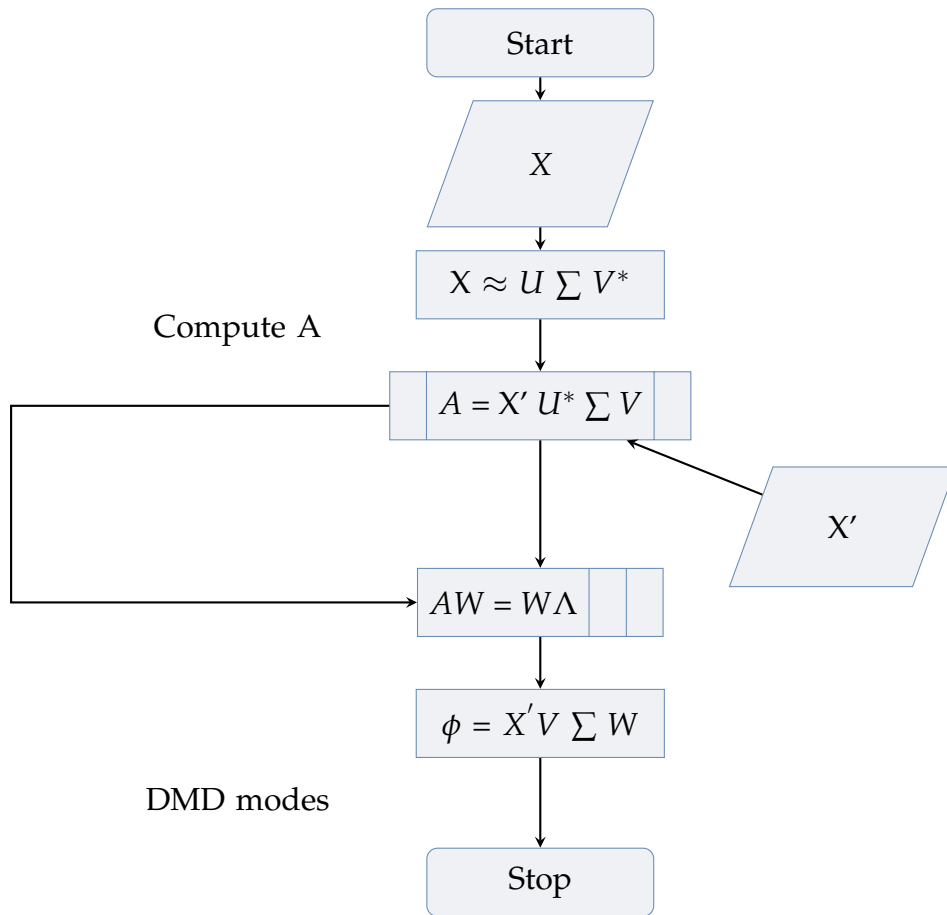 Start
X
X ≈ U ∑ V*
Compute A
A = X′ U* ∑ V
X′
AW = WΛ
ϕ = X′V ∑ W
DMD modes
Stop